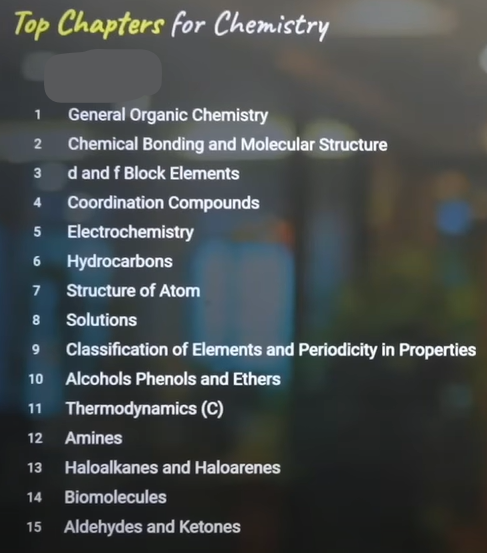 Top Chapters for Chemistry
1 General Organic Chemistry
2 Chemical Bonding and Molecular Structure
3 d and f Block Elements
4 Coordination Compounds
5 Electrochemistry
6 Hydrocarbons
7 Structure of Atom
8 Solutions
9 Classification of Elements and Periodicity in Properties
10 Alcohols Phenols and Ethers
11 Thermodynamics (C)
12 Amines
13 Haloalkanes and Haloarenes
14 Biomolecules
15 Aldehydes and Ketones